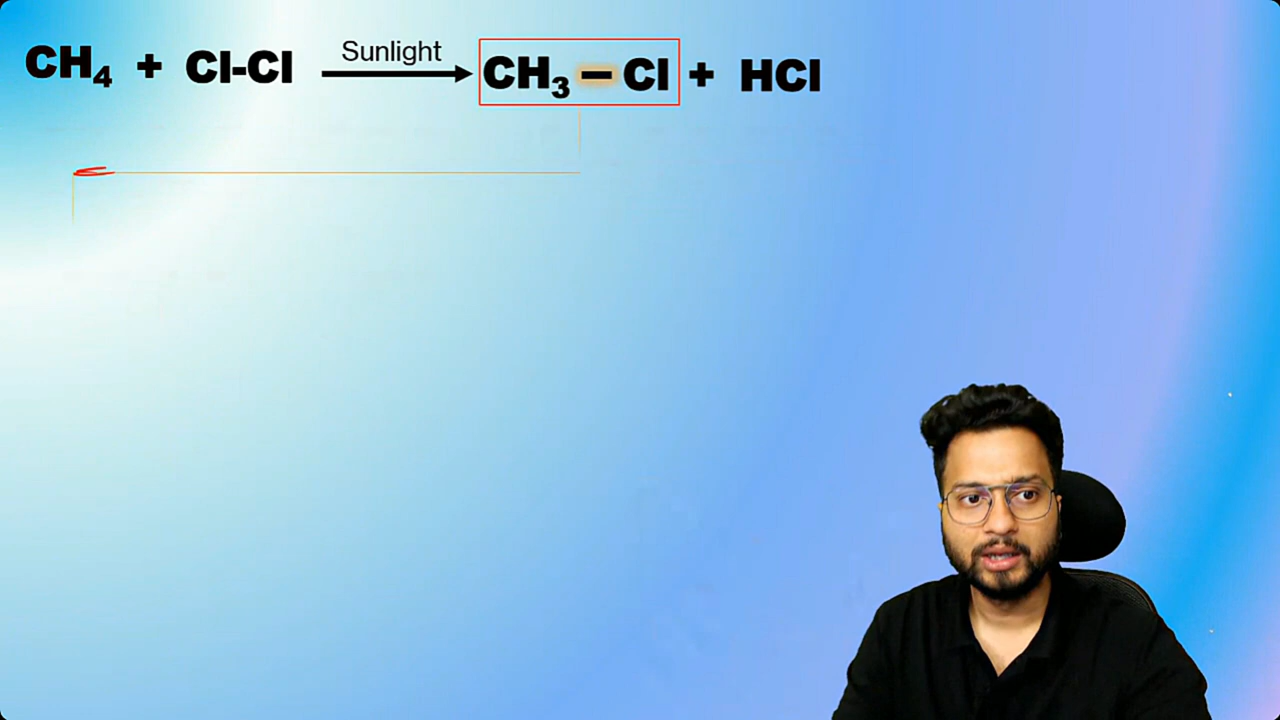 CH₄ + Cl-Cl Sunlight CH₃ – Cl + HCl